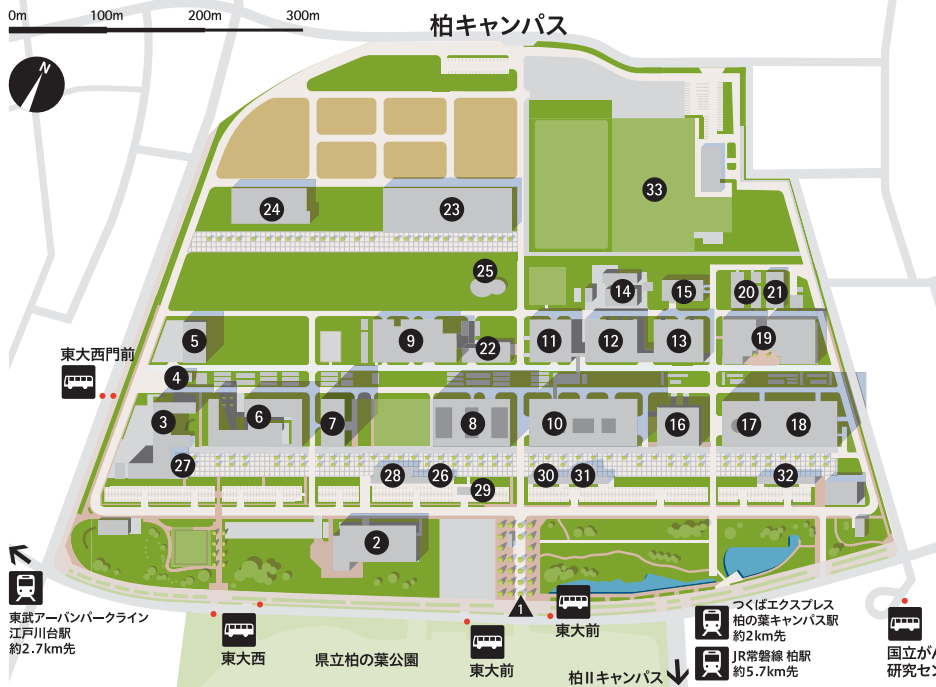 0m 100m 200m 300m
柏キャンパス
N
33
24
23
25
14
15
20
21
5
9
22
11
12
13
19
東大西門前
4
3
6
7
8
10
16
17
18
27
28
26
29
30
31
32
2
1
東武アーバンパークライン
江戸川台駅
約2.7km先
東大西
県立柏の葉公園
東大前
東大前
柏IIキャンパス
つくばエクスプレス
柏の葉キャンパス駅
約2km先
JR常磐線 柏駅
約5.7km先
国立がん
研究セン